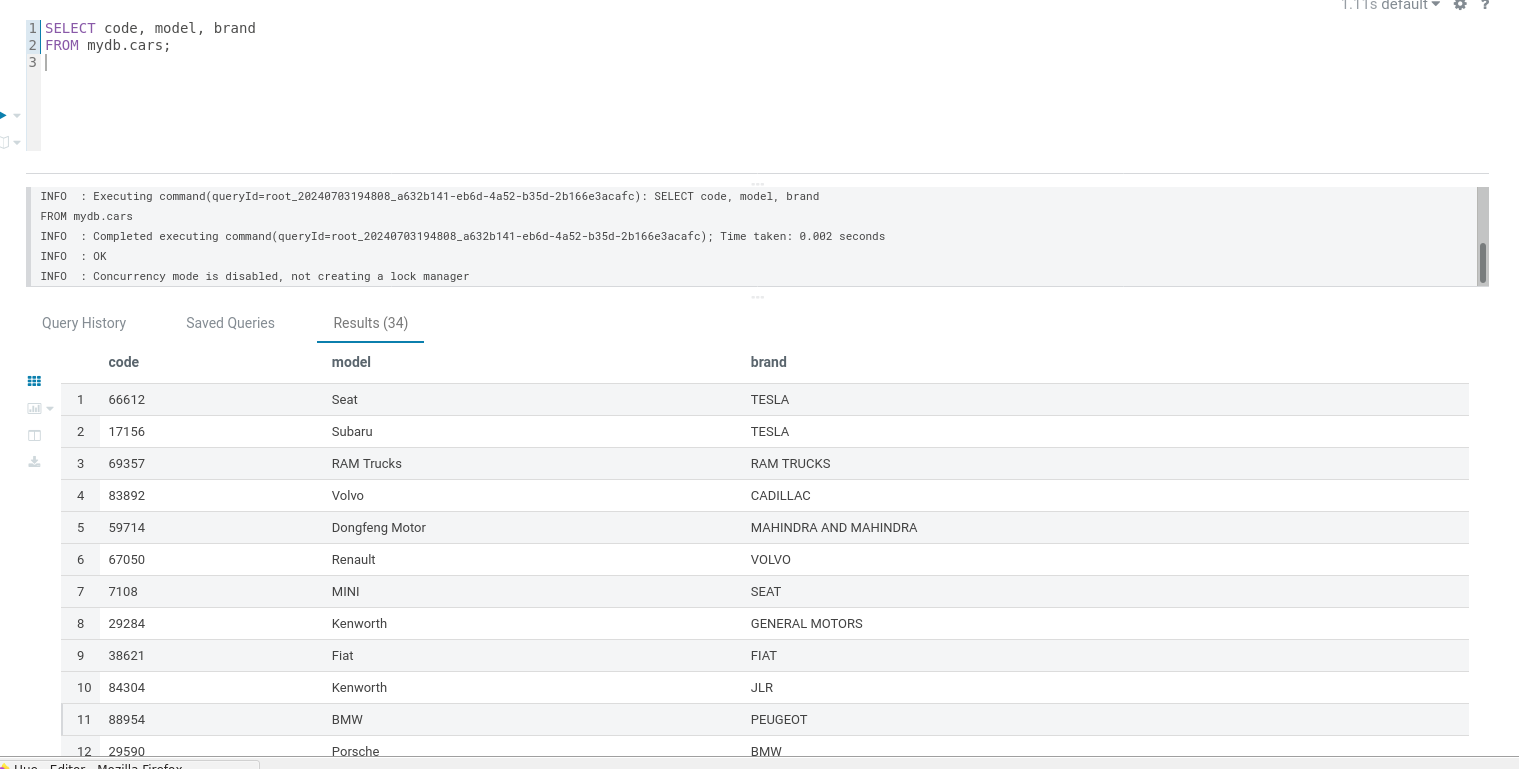 1.11s default ?
1 SELECT code, model, brand
2 FROM mydb.cars;
3
INFO : Executing command(queryId=root_20240703194808_a632b141-eb6d-4a52-b35d-2b166e3acafc): SELECT code, model, brand
FROM mydb.cars
INFO : Completed executing command(queryId=root_20240703194808_a632b141-eb6d-4a52-b35d-2b166e3acafc); Time taken: 0.002 seconds
INFO : OK
INFO : Concurrency mode is disabled, not creating a lock manager
Query History Saved Queries Results (34)
code model brand
1 66612 Seat TESLA
2 17156 Subaru TESLA
3 69357 RAM Trucks RAM TRUCKS
4 83892 Volvo CADILLAC
5 59714 Dongfeng Motor MAHINDRA AND MAHINDRA
6 67050 Renault VOLVO
7 7108 MINI SEAT
8 29284 Kenworth GENERAL MOTORS
9 38621 Fiat FIAT
10 84304 Kenworth JLR
11 88954 BMW PEUGEOT
12 29590 Porsche BMW
Hue - Editor - Mozilla Firefox